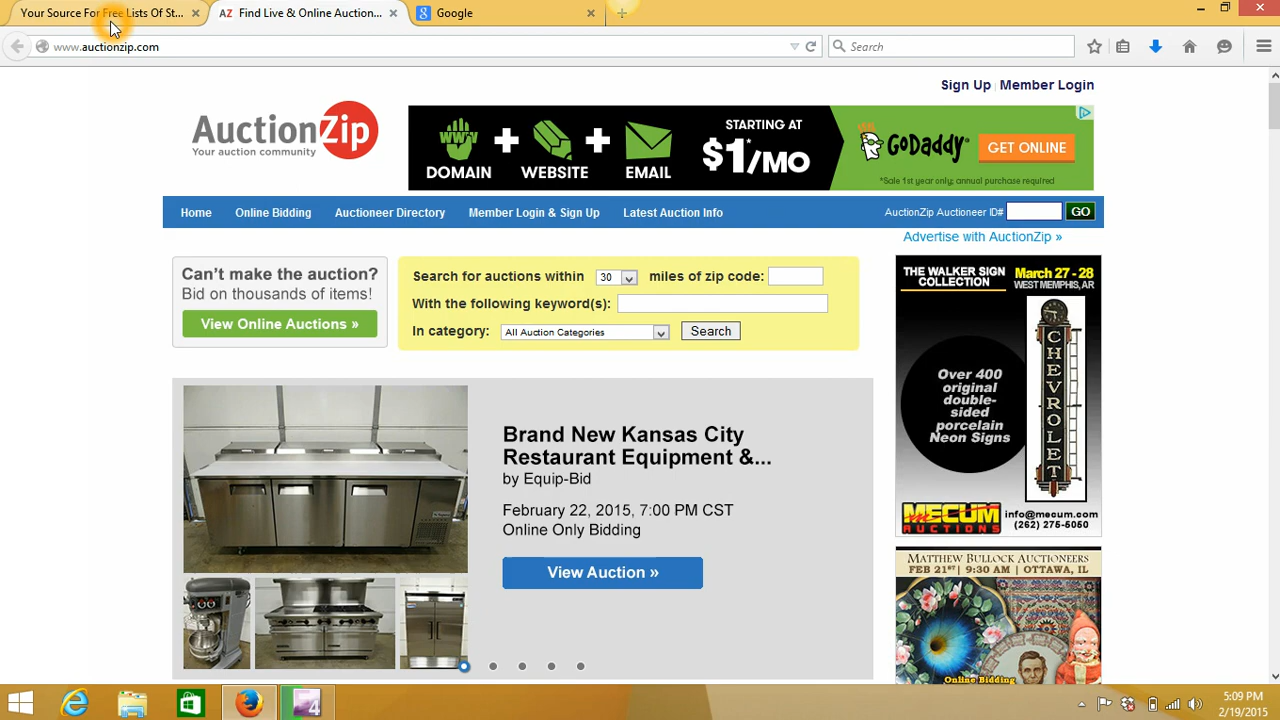 Your Source For Free Lists Of St...
AZ Find Live & Online Auction...
Google
www.auctionzip.com
Search
Sign Up | Member Login
AuctionZip
Your auction community
WWW
DOMAIN + WEBSITE + EMAIL
STARTING AT
$1*/MO
GoDaddy
GET ONLINE
*Sale 1st year only; annual purchase required
Home
Online Bidding
Auctioneer Directory
Member Login & Sign Up
Latest Auction Info
AuctionZip Auctioneer ID#
GO
Advertise with AuctionZip »
Can't make the auction?
Bid on thousands of items!
View Online Auctions »
Search for auctions within 30 miles of zip code:
With the following keyword(s):
In category: All Auction Categories Search
Brand New Kansas City
Restaurant Equipment &...
by Equip-Bid
February 22, 2015, 7:00 PM CST
Online Only Bidding
View Auction »
THE WALKER SIGN
COLLECTION
March 27 - 28
WEST MEMPHIS, AR
Over 400
original
double-
sided
porcelain
Neon Signs
CHEVROLET
MECUM
AUCTIONS
info@mecum.com
(262) 275-5050
MATTHEW BULLOCK AUCTIONEERS
FEB 21ST | 9:30 AM | OTTAWA, IL
Online Bidding
4
5:09 PM
2/19/2015